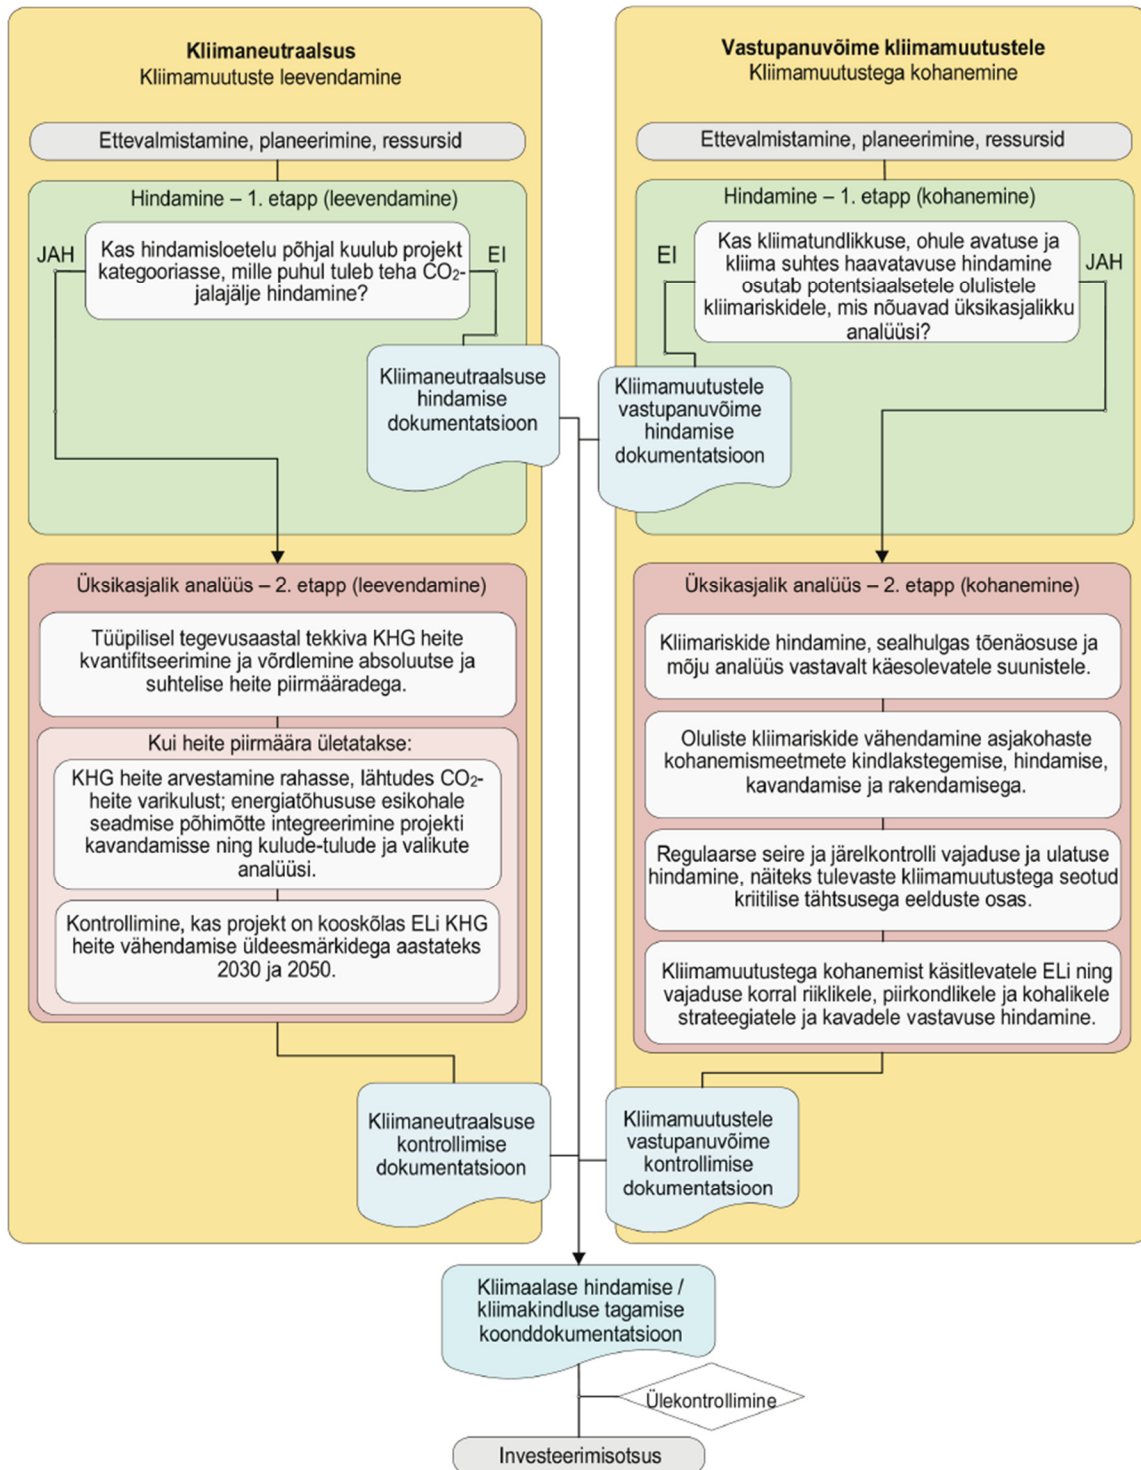 Kliimaneutraalsus
Kliimamuutuste leevendamine
Ettevalmistamine, planeerimine, ressursid
Hindamine – 1. etapp (leevendamine)
JAH
Kas hindamisloetelu põhjal kuulub projekt
kategooriasse, mille puhul tuleb teha CO₂-
jalajälje hindamine?
EI
Kliimaneutraalsuse
hindamise
dokumentatsioon
Üksikasjalik analüüs – 2. etapp (leevendamine)
Tüüpilisel tegevusaastal tekkiva KHG heite
kvantifitseerimine ja võrdlemine absoluutse ja
suhtelise heite piirmääradega.
Kui heite piirmäära ületatakse:
KHG heite arvestamine rahasse, lähtudes CO₂-
heite varikulust; energiatõhususe esikohale
seadmise põhimõtte integreerimine projekti
kavandamisse ning kulude-tulude ja valikute
analüüsi.
Kontrollimine, kas projekt on kooskõlas ELi KHG
heite vähendamise üldeesmärkidega aastateks
2030 ja 2050.
Kliimaneutraalsuse
kontrollimise
dokumentatsioon
Vastupanuvõime kliimamuutustele
Kliimamuutustega kohanemine
Ettevalmistamine, planeerimine, ressursid
Hindamine – 1. etapp (kohanemine)
EI
Kas kliimatundlikkuse, ohule avatuse ja
kliima suhtes haavatavuse hindamine
osutab potentsiaalsetele olulistele
kliimariskidele, mis nõuavad üksikasjalikku
analüüsi?
JAH
Kliimamuutustele
vastupanuvõime
hindamise
dokumentatsioon
Üksikasjalik analüüs – 2. etapp (kohanemine)
Kliimariskide hindamine, sealhulgas tõenäosuse ja
mõju analüüs vastavalt käesolevatele suunistele.
Oluliste kliimariskide vähendamine asjakohaste
kohanemismeetmete kindlakstegemise, hindamise,
kavandamise ja rakendamisega.
Regulaarse seire ja järelkontrolli vajaduse ja ulatuse
hindamine, näiteks tulevaste kliimamuutustega seotud
kriitilise tähtsusega eelduste osas.
Kliimamuutustega kohanemist käsitlevatele ELi ning
vajaduse korral riiklikele, piirkondlikele ja kohalikele
strateegiatele ja kavadele vastavuse hindamine.
Kliimamuutustele
vastupanuvõime
kontrollimise
dokumentatsioon
Kliimaalase hindamise /
kliimakindluse tagamise
koonddokumentatsioon
Ülekontrollimine
Investeerimisotsus